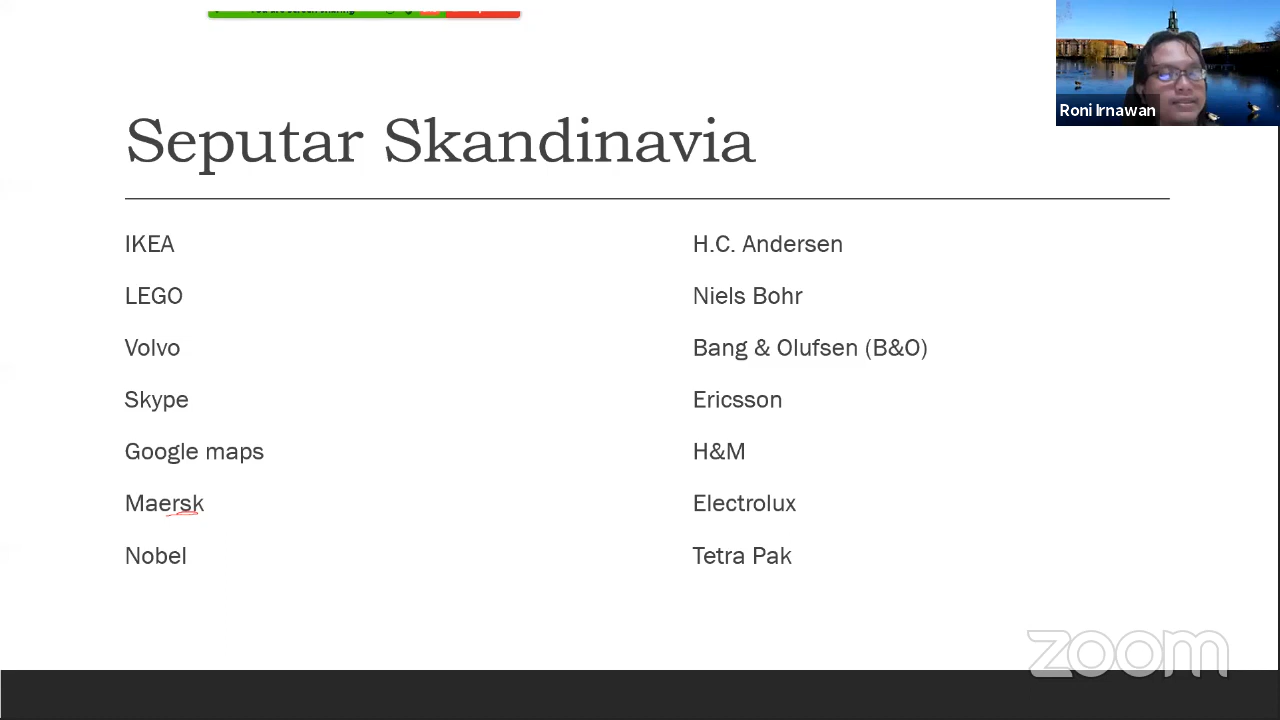 Roni Irnawan
Seputar Skandinavia
IKEA
LEGO
Volvo
Skype
Google maps
Maersk
Nobel
H.C. Andersen
Niels Bohr
Bang & Olufsen (B&O)
Ericsson
H&M
Electrolux
Tetra Pak
zoom